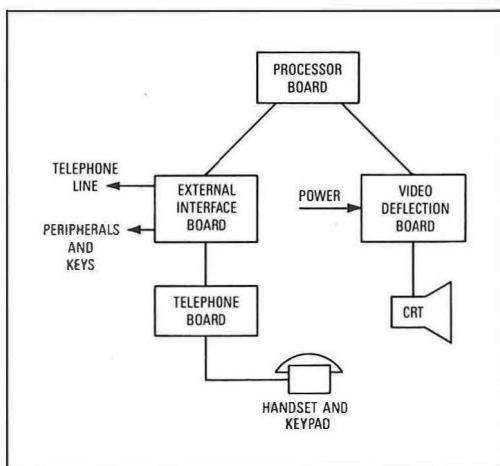 PROCESSOR
BOARD
TELEPHONE
LINE
EXTERNAL
INTERFACE
BOARD
PERIPHERALS
AND
KEYS
POWER
VIDEO
DEFLECTION
BOARD
TELEPHONE
BOARD
CRT
HANDSET AND
KEYPAD